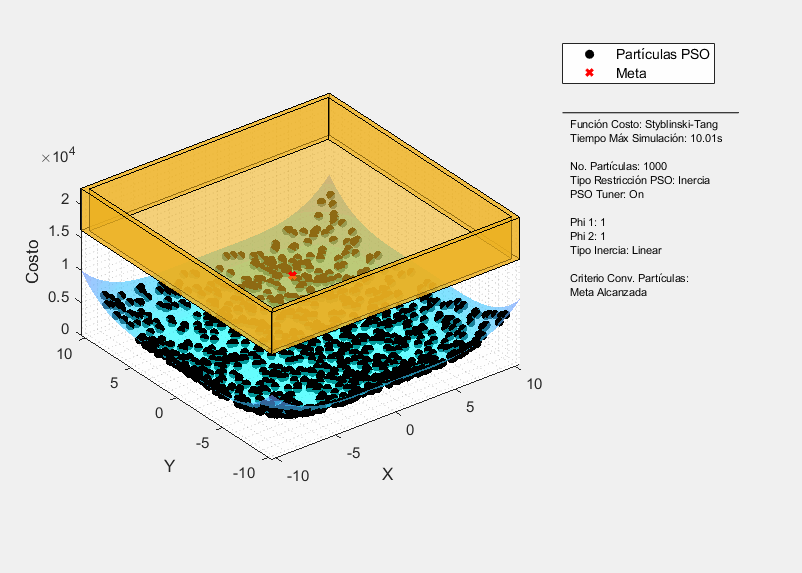 Partículas PSO
Meta
Función Costo: Styblinski-Tang
Tiempo Máx Simulación: 10.01s
No. Partículas: 1000
Tipo Restricción PSO: Inercia
PSO Tuner: On
Phi 1: 1
Phi 2: 1
Tipo Inercia: Linear
Criterio Conv. Partículas:
Meta Alcanzada
×10⁴
2
1.5
1
0.5
0
Costo
10
5
0
-5
-10
Y
-10
-5
0
5
10
X